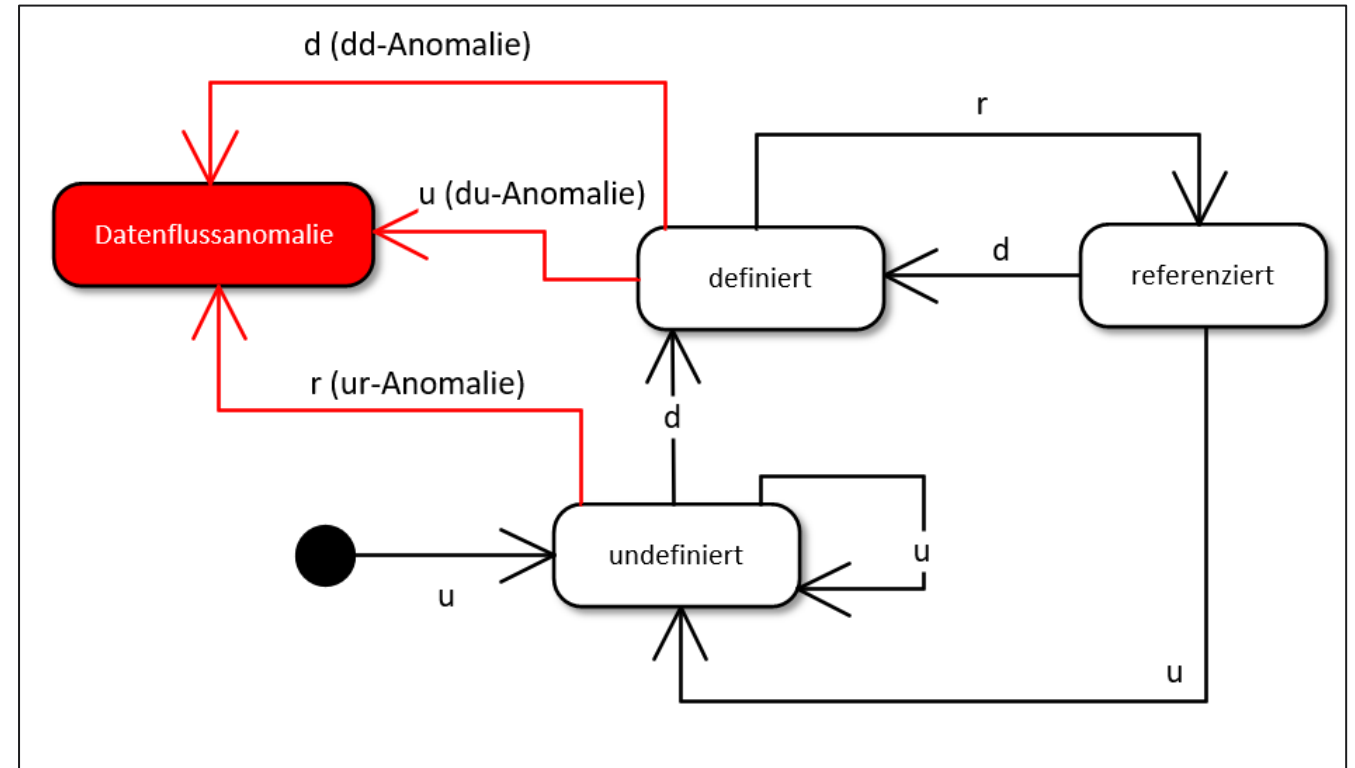 d (dd-Anomalie)
r
u (du-Anomalie)
Datenflussanomalie
d
definiert
referenziert
r (ur-Anomalie)
d
undefiniert
u
u
u